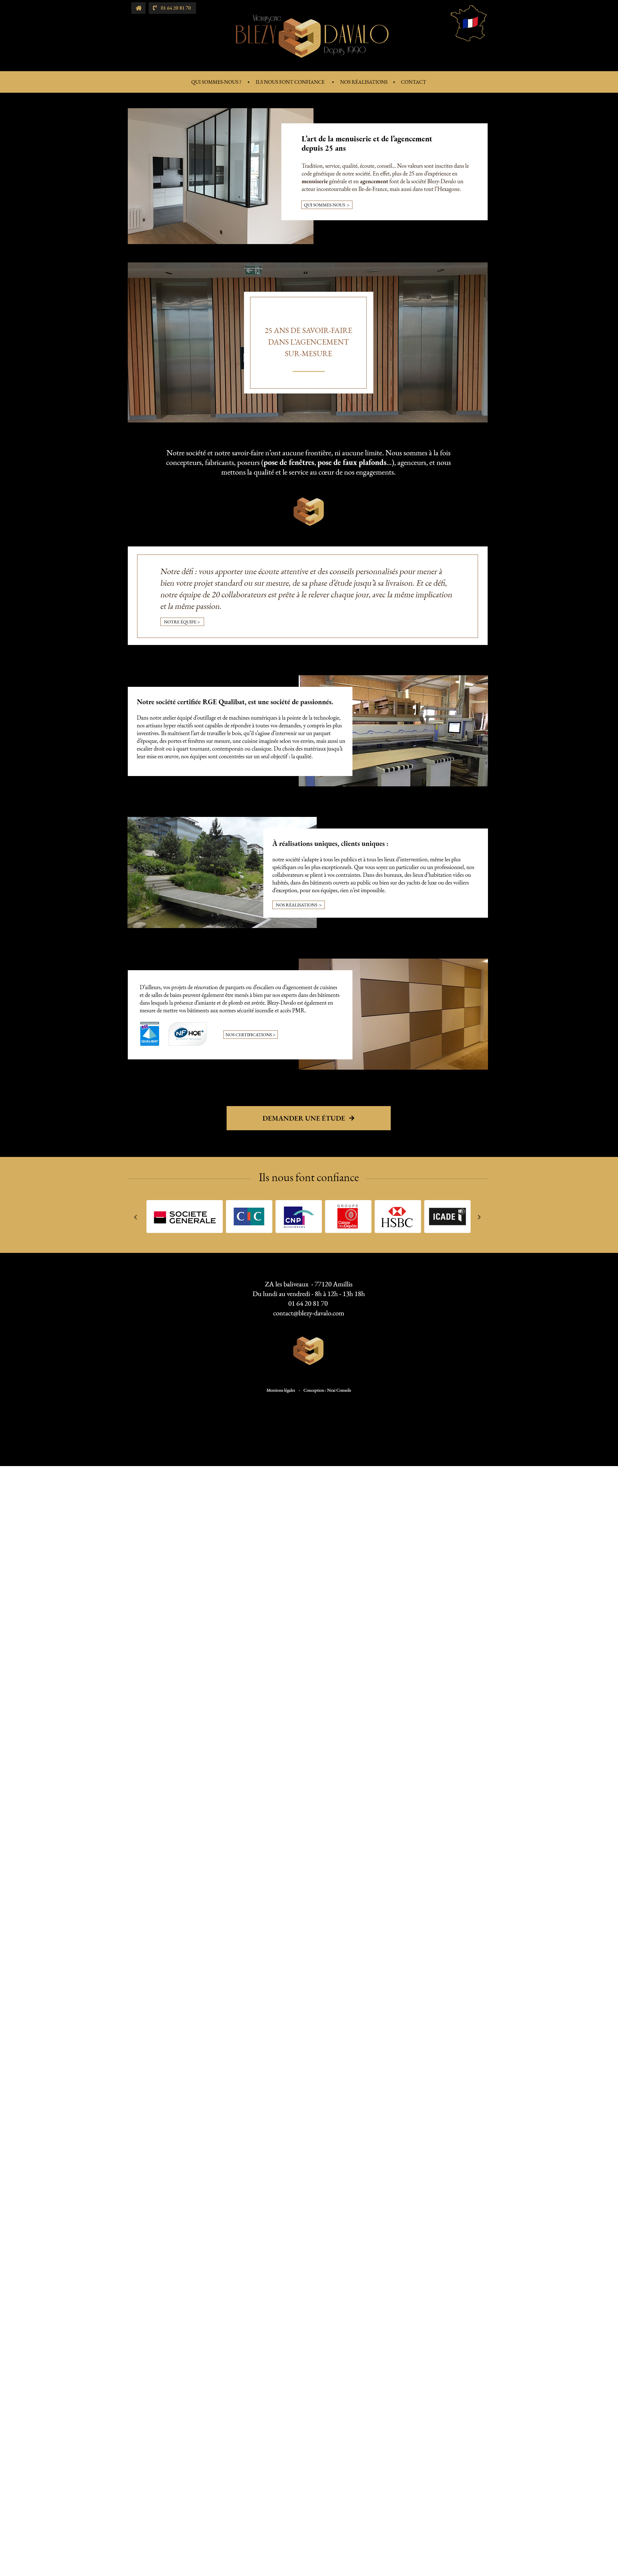 01 64 20 81 70
Menuiserie
BLEZY DAVALO
Depuis 1990
QUI SOMMES-NOUS ? • ILS NOUS FONT CONFIANCE • NOS RÉALISATIONS • CONTACT
L'art de la menuiserie et de l'agencement
depuis 25 ans
Tradition, service, qualité, écoute, conseil... Nos valeurs sont inscrites dans le
code génétique de notre société. En effet, plus de 25 ans d'expérience en
menuiserie générale et en agencement font de la société Blezy-Davalo un
acteur incontournable en Ile-de-France, mais aussi dans tout l'Hexagone.
QUI SOMMES-NOUS >
25 ANS DE SAVOIR-FAIRE
DANS L'AGENCEMENT
SUR-MESURE
Notre société et notre savoir-faire n'ont aucune frontière, ni aucune limite. Nous sommes à la fois
concepteurs, fabricants, poseurs (pose de fenêtres, pose de faux plafonds...), agenceurs, et nous
mettons la qualité et le service au cœur de nos engagements.
Notre défi : vous apporter une écoute attentive et des conseils personnalisés pour mener à
bien votre projet standard ou sur mesure, de sa phase d'étude jusqu'à sa livraison. Et ce défi,
notre équipe de 20 collaborateurs est prête à le relever chaque jour, avec la même implication
et la même passion.
NOTRE ÉQUIPE >
Notre société certifiée RGE Qualibat, est une société de passionnés.
Dans notre atelier équipé d'outillage et de machines numériques à la pointe de la technologie,
nos artisans hyper réactifs sont capables de répondre à toutes vos demandes, y compris les plus
inventives. Ils maîtrisent l'art de travailler le bois, qu'il s'agisse d'intervenir sur un parquet
d'époque, des portes et fenêtres sur mesure, une cuisine imaginée selon vos envies, mais aussi un
escalier droit ou à quart tournant, contemporain ou classique. Du choix des matériaux jusqu'à
leur mise en œuvre, nos équipes sont concentrées sur un seul objectif : la qualité.
À réalisations uniques, clients uniques :
notre société s'adapte à tous les publics et à tous les lieux d'intervention, même les plus
spécifiques ou les plus exceptionnels. Que vous soyez un particulier ou un professionnel, nos
collaborateurs se plient à vos contraintes. Dans des bureaux, des lieux d'habitation vides ou
habités, dans des bâtiments ouverts au public ou bien sur des yachts de luxe ou des voiliers
d'exception, pour nos équipes, rien n'est impossible.
NOS RÉALISATIONS >
D'ailleurs, vos projets de rénovation de parquets ou d'escaliers ou d'agencement de cuisines
et de salles de bains peuvent également être menés à bien par nos experts dans des bâtiments
dans lesquels la présence d'amiante et de plomb est avérée. Blezy-Davalo est également en
mesure de mettre vos bâtiments aux normes sécurité incendie et accès PMR.
QUALIBAT
NF HQE
NOS CERTIFICATIONS >
DEMANDER UNE ÉTUDE
Ils nous font confiance
SOCIETE GENERALE
CIC
CNP
ASSURANCES
GROUPE
Caisse des Dépôts
HSBC
ICADE
ZA les baliveaux - 77120 Amillis
Du lundi au vendredi - 8h à 12h - 13h 18h
01 64 20 81 70
contact@blezy-davalo.com
Mentions légales - Conception : Nexi Conseils